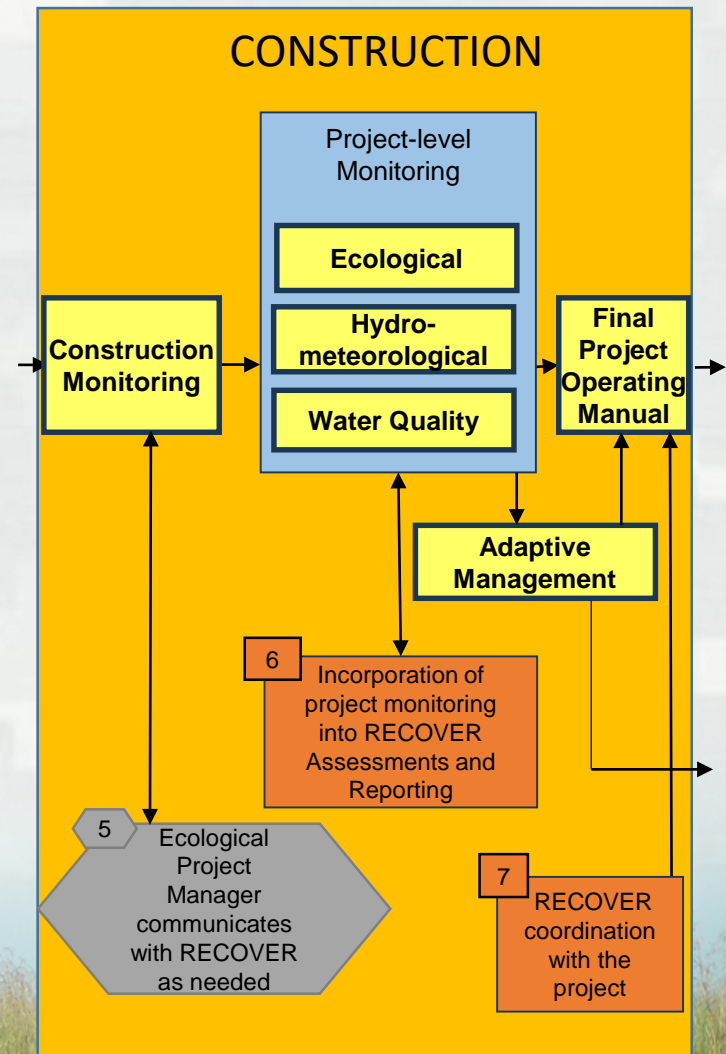 CONSTRUCTION
Project-level
Monitoring
Ecological
Hydro-
meteorological
Water Quality
Construction
Monitoring
Final
Project
Operating
Manual
Adaptive
Management
6
Incorporation of
project monitoring
into RECOVER
Assessments and
Reporting
5
Ecological
Project
Manager
communicates
with RECOVER
as needed
7
RECOVER
coordination
with the
project